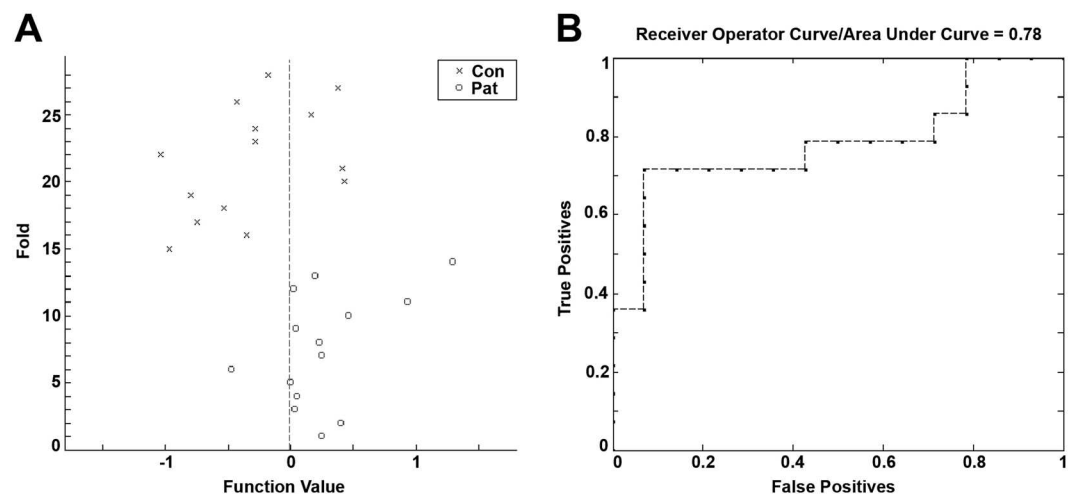 A
Con
Pat
25
20
15
10
5
0
Fold
-1
0
1
Function Value
B
Receiver Operator Curve/Area Under Curve = 0.78
1
0.8
0.6
0.4
0.2
0
True Positives
0
0.2
0.4
0.6
0.8
1
False Positives